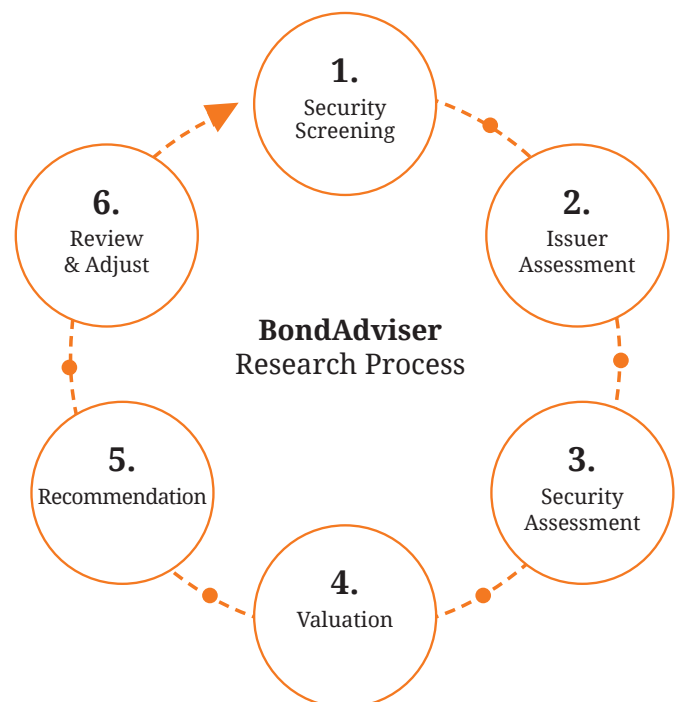 1.
Security
Screening
2.
Issuer
Assessment
3.
Security
Assessment
4.
Valuation
5.
Recommendation
6.
Review
& Adjust
BondAdviser
Research Process